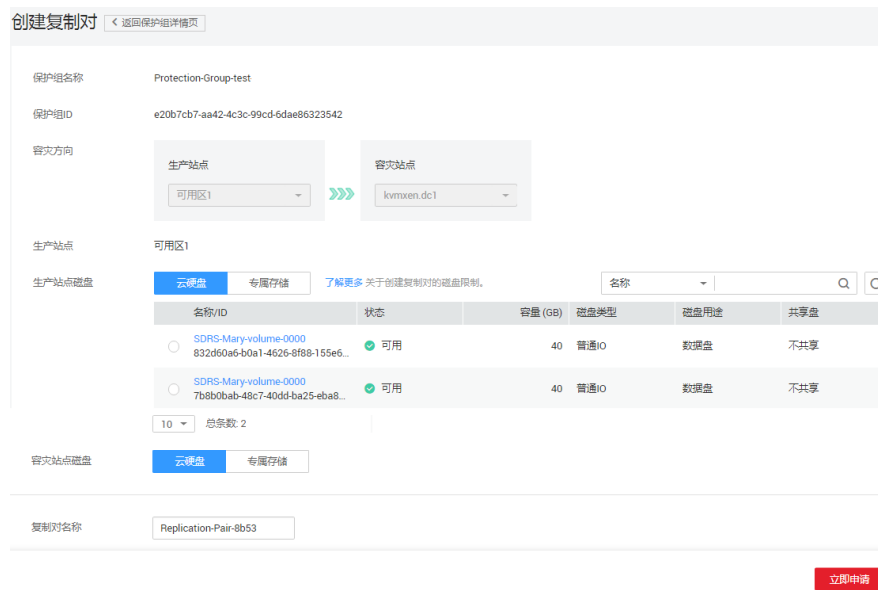 创建复制对 < 返回保护组详情页
保护组名称 Protection-Group-test
保护组ID e20b7cb7-aa42-4c3c-99cd-6dae86323542
容灾方向
生产站点 容灾站点
可用区1 kvmxen.dc1
生产站点 可用区1
生产站点磁盘 云硬盘 专属存储 了解更多 关于创建复制对的磁盘限制。 名称
名称/ID 状态 容量 (GB) 磁盘类型 磁盘用途 共享盘
SDRS-Mary-volume-0000
832d60a6-b0a1-4626-8f88-155e6... 可用 40 普通IO 数据盘 不共享
SDRS-Mary-volume-0000
7b8b0bab-48c7-40dd-ba25-eba8... 可用 40 普通IO 数据盘 不共享
10 总条数: 2
容灾站点磁盘 云硬盘 专属存储
复制对名称 Replication-Pair-8b53
立即申请